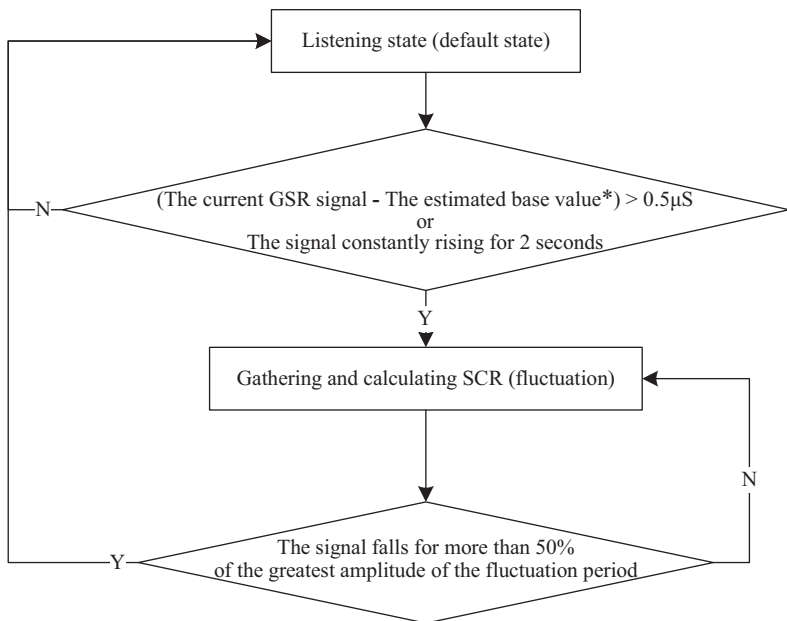 Listening state (default state)
(The current GSR signal - The estimated base value*) > 0.5μS
or
The signal constantly rising for 2 seconds
N
Y
Gathering and calculating SCR (fluctuation)
N
The signal falls for more than 50%
of the greatest amplitude of the fluctuation period
Y